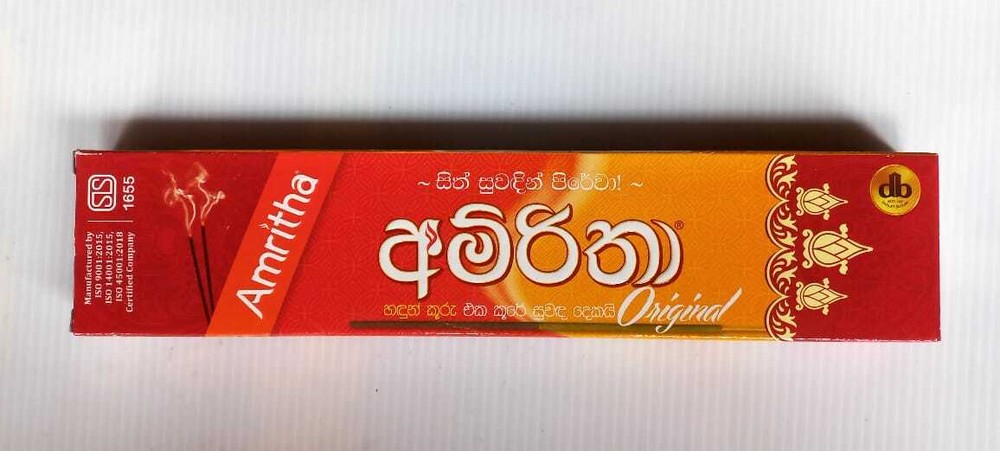 Manufactured by
ISO 9001:2015,
ISO 14001:2015,
ISO 45001:2018
Certified Company
SLS
1655
Amritha
~ සිත් සුවඳින් පිරේවා! ~
අම්රිතා®
හඳුන් කූරු එක කූරේ සුවඳ දෙකයි
Original
db